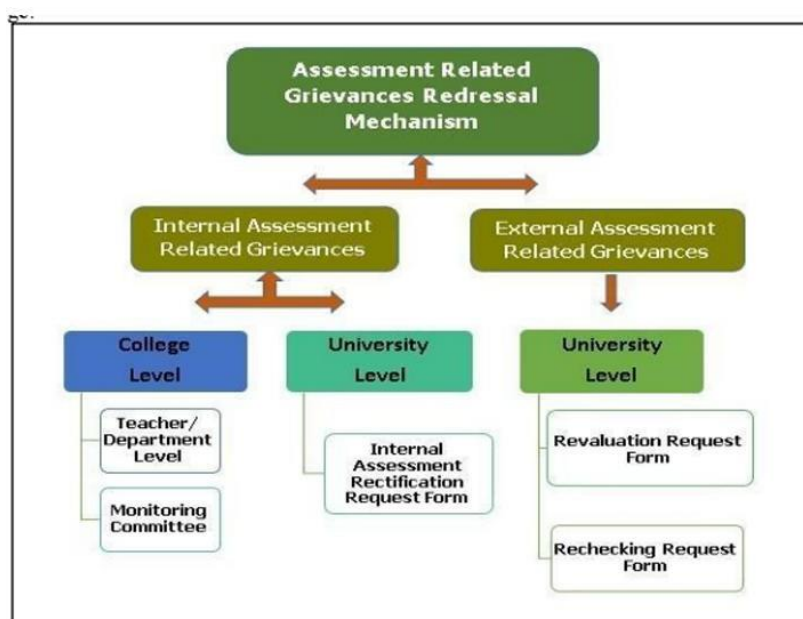 ge.
Assessment Related
Grievances Redressal
Mechanism
Internal Assessment
Related Grievances
External Assessment
Related Grievances
College
Level
University
Level
University
Level
Teacher/
Department
Level
Monitoring
Committee
Internal
Assessment
Rectification
Request Form
Revaluation Request
Form
Rechecking Request
Form